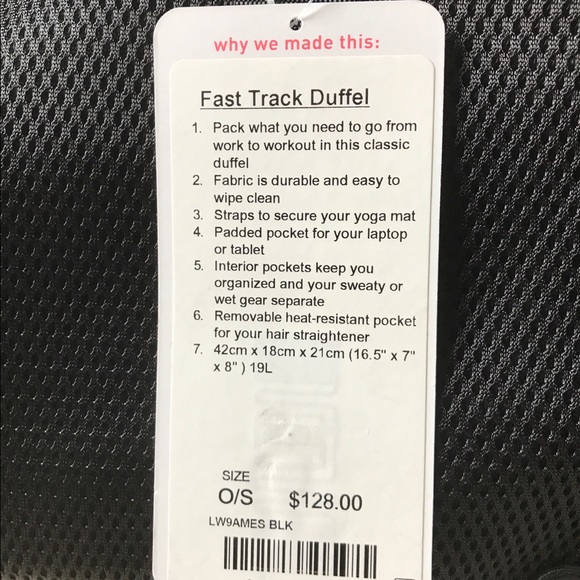 why we made this:
Fast Track Duffel
1. Pack what you need to go from
work to workout in this classic
duffel
2. Fabric is durable and easy to
wipe clean
3. Straps to secure your yoga mat
4. Padded pocket for your laptop
or tablet
5. Interior pockets keep you
organized and your sweaty or
wet gear separate
6. Removable heat-resistant pocket
for your hair straightener
7. 42cm x 18cm x 21cm (16.5" x 7"
x 8" ) 19L
SIZE
O/S $128.00
LW9AMES BLK